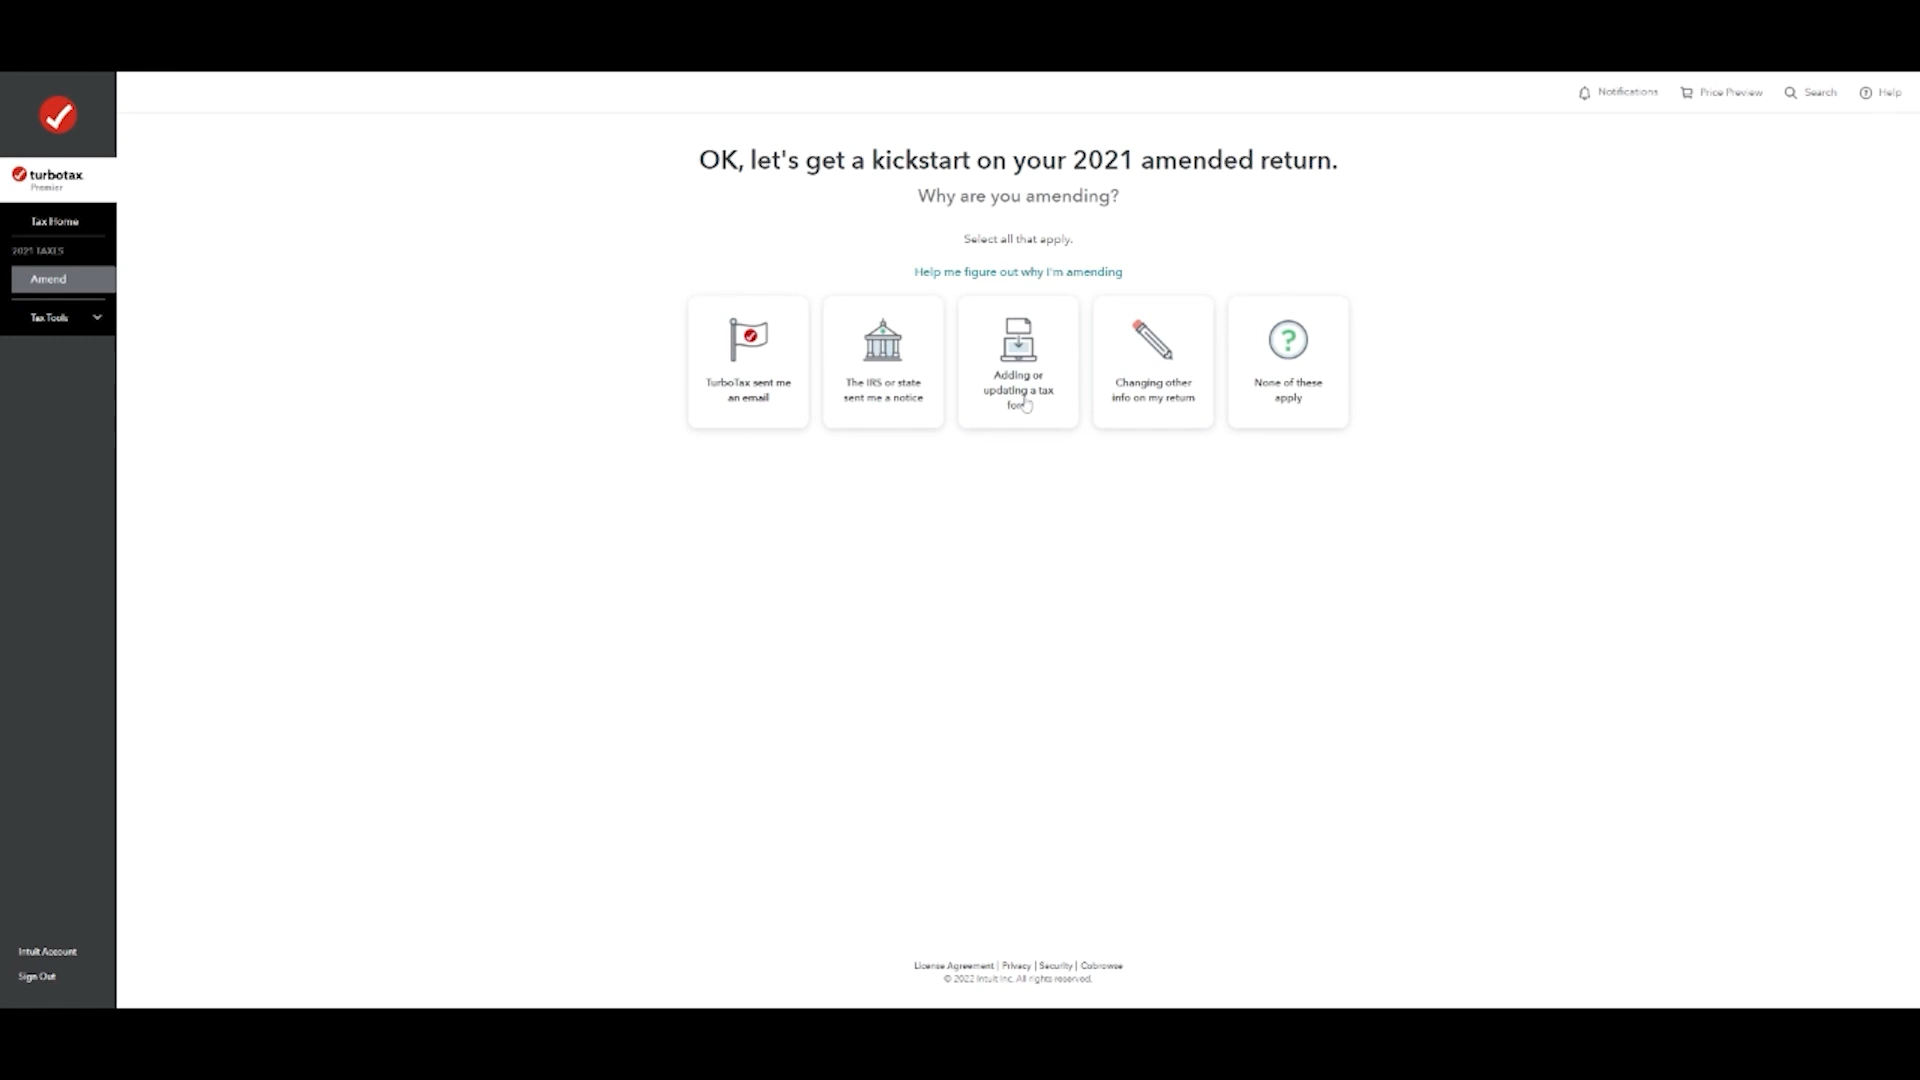 Notifications
Price Preview
Search
Help
turbotax
Premier
Tax Home
2021 TAXES
Amend
Tax Tools
OK, let's get a kickstart on your 2021 amended return.
Why are you amending?
Select all that apply.
Help me figure out why I'm amending
TurboTax sent me
an email
The IRS or state
sent me a notice
Adding or
updating a tax
Changing other
info on my return
None of these
apply
Intuit Account
Sign Out
License Agreement | Privacy | Security | Cobrowse
© 2022 Intuit Inc. All rights reserved.